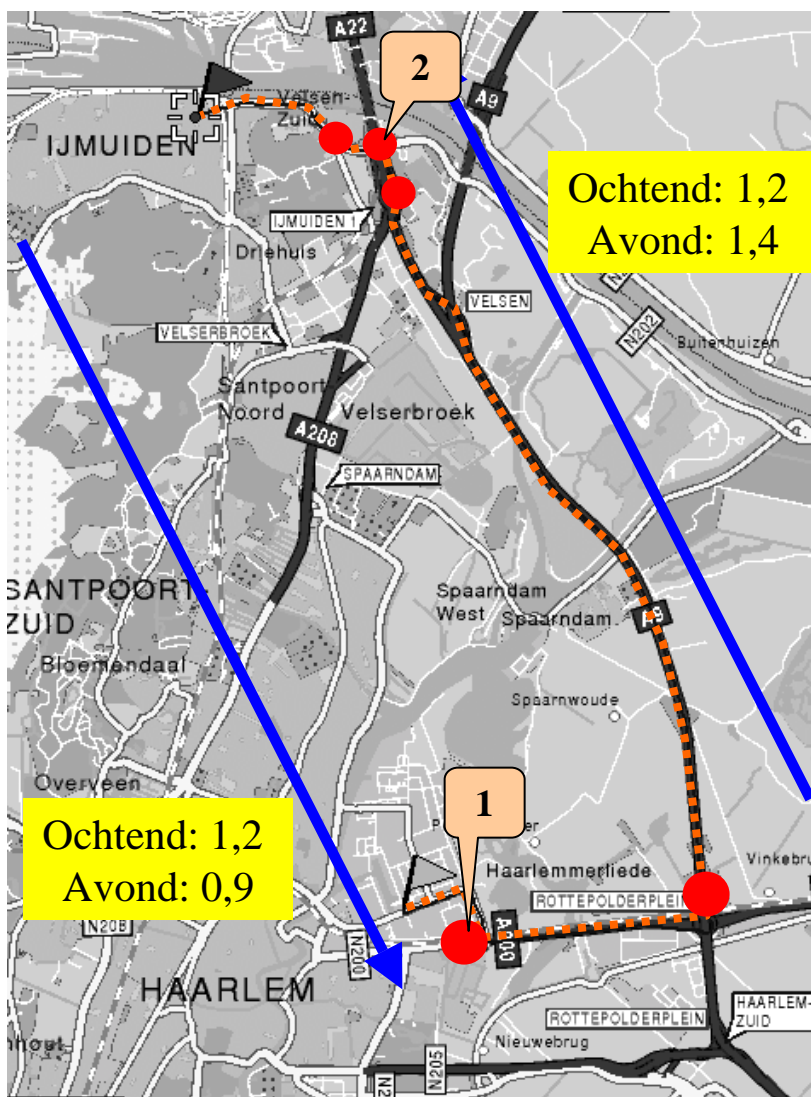 A22
2
A9
Velsen-
Zuid
IJMUIDEN
Ochtend: 1,2
Avond: 1,4
IJMUIDEN 1
Driehuis
VELSEN
N202
Buitenhuizen
VELSERBROEK
Santpoort
Noord
Velserbroek
A208
SPAARNDAM
SANTPOORT-
ZUID
Spaarndam
West
Spaarndam
A9
Bloemendaal
Spaarnwoude
Overveen
1
Ochtend: 1,2
Avond: 0,9
Haarlemmerliede
Vinkebru
ROTTEPOLDERPLEIN
N208
N200
A200
HAARLEM
HAARLEM-
ZUID
ROTTEPOLDERPLEIN
Nieuwebrug
nhout
N205